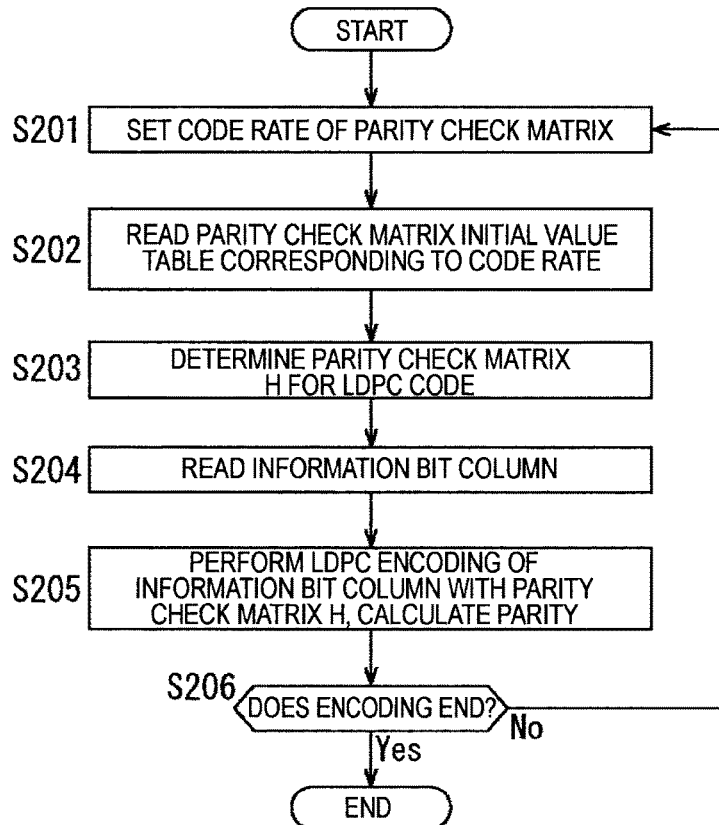 START
S201
SET CODE RATE OF PARITY CHECK MATRIX
S202
READ PARITY CHECK MATRIX INITIAL VALUE
TABLE CORRESPONDING TO CODE RATE
S203
DETERMINE PARITY CHECK MATRIX
H FOR LDPC CODE
S204
READ INFORMATION BIT COLUMN
S205
PERFORM LDPC ENCODING OF
INFORMATION BIT COLUMN WITH PARITY
CHECK MATRIX H, CALCULATE PARITY
S206
DOES ENCODING END?
No
Yes
END